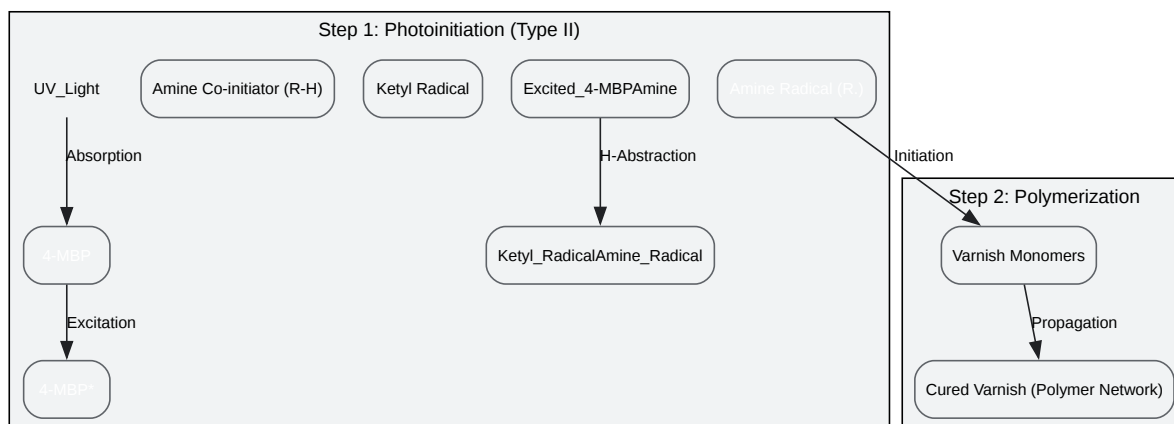 Step 1: Photoinitiation (Type II)
UV_Light
Amine Co-initiator (R-H)
Ketyl Radical
Excited_4-MBPAmine
Amine Radical (R·)
Absorption
H-Abstraction
Initiation
Step 2: Polymerization
4-MBP
Ketyl_RadicalAmine_Radical
Varnish Monomers
Excitation
Propagation
4-MBP*
Cured Varnish (Polymer Network)